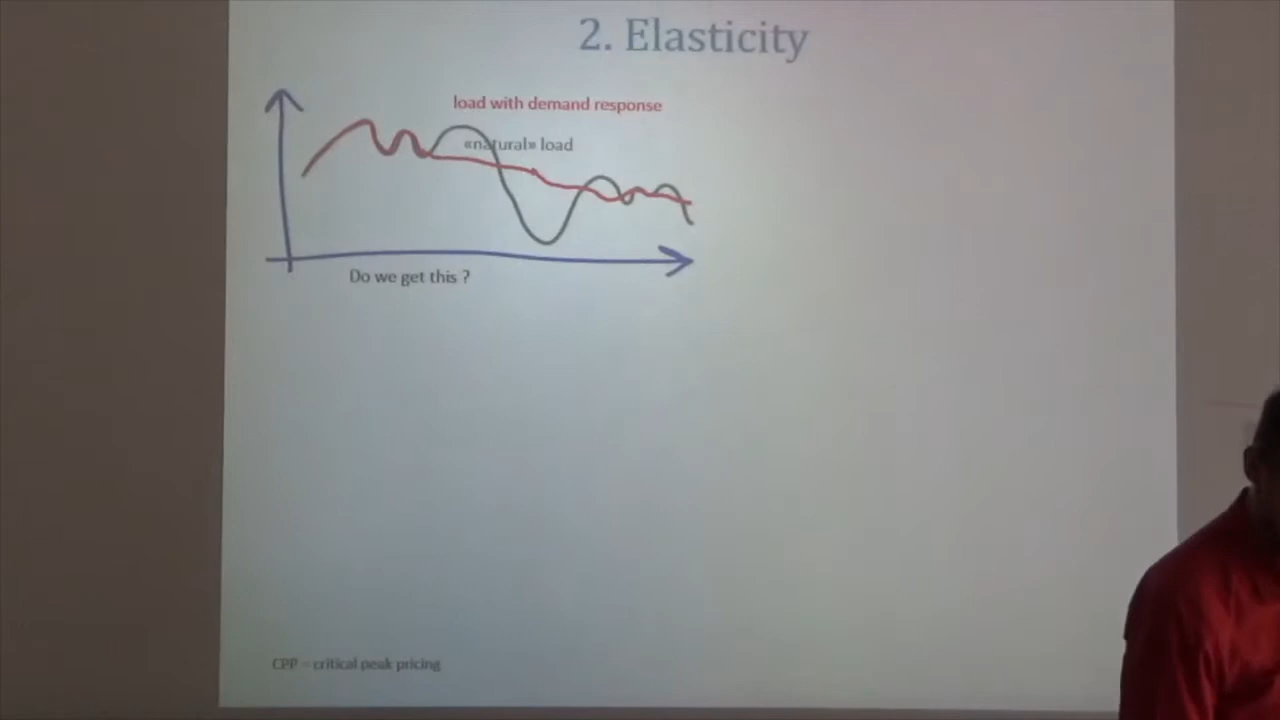 2. Elasticity
load with demand response
«natural» load
Do we get this ?
CPP – critical peak pricing